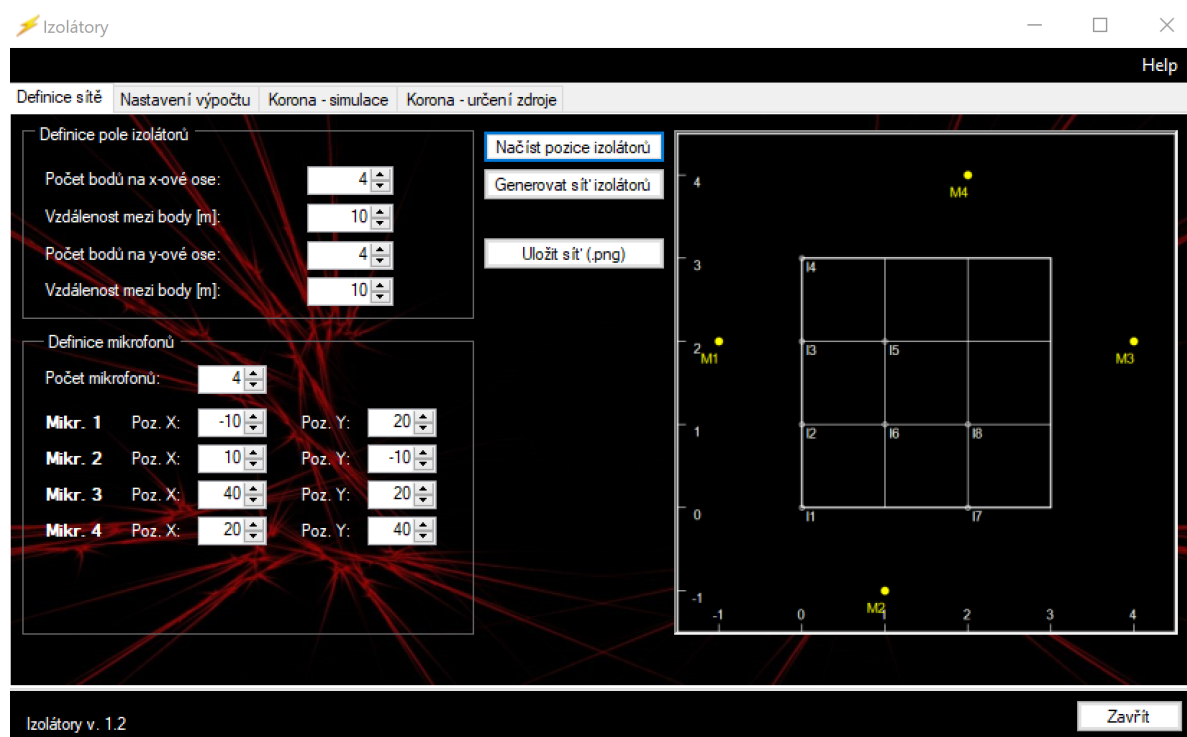 Izolátory
Help
Definice sítě
Nastavení výpočtu
Korona - simulace
Korona - určení zdroje
Definice pole izolátorů
Počet bodů na x-ové ose:
4
Vzdálenost mezi body [m]:
10
Počet bodů na y-ové ose:
4
Vzdálenost mezi body [m]:
10
Definice mikrofonů
Počet mikrofonů:
4
Mikr. 1 Poz. X: -10 Poz. Y: 20
Mikr. 2 Poz. X: 10 Poz. Y: -10
Mikr. 3 Poz. X: 40 Poz. Y: 20
Mikr. 4 Poz. X: 20 Poz. Y: 40
Načíst pozice izolátorů
Generovat síť izolátorů
Uložit síť (.png)
4
M4
3
I4
2
M1
I3
I5
M3
1
I2
I6
I8
0
I1
I7
-1
M2
-1 0 1 2 3 4
Izolátory v. 1.2
Zavřít